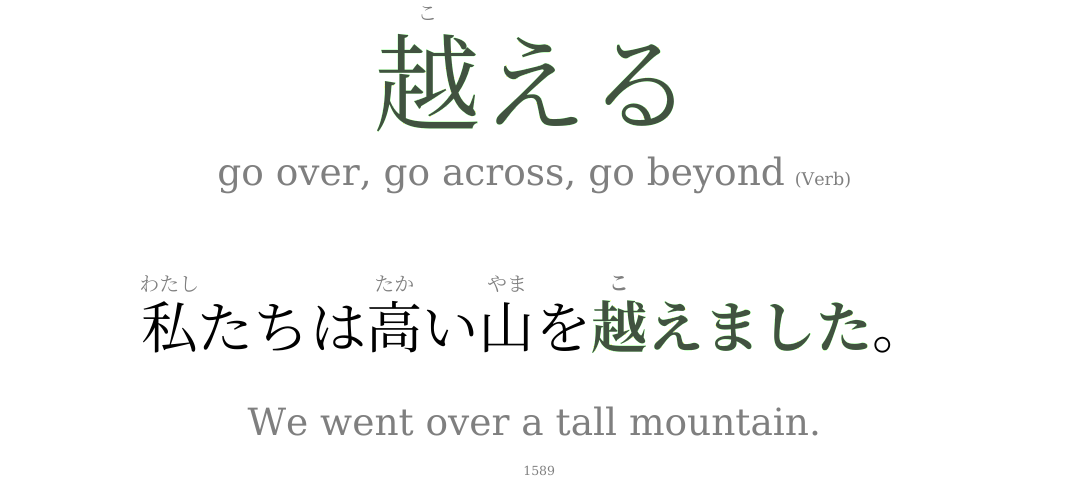 こ
越える
go over, go across, go beyond (Verb)
わたし たか やま こ
私たちは高い山を越えました。
We went over a tall mountain.
1589